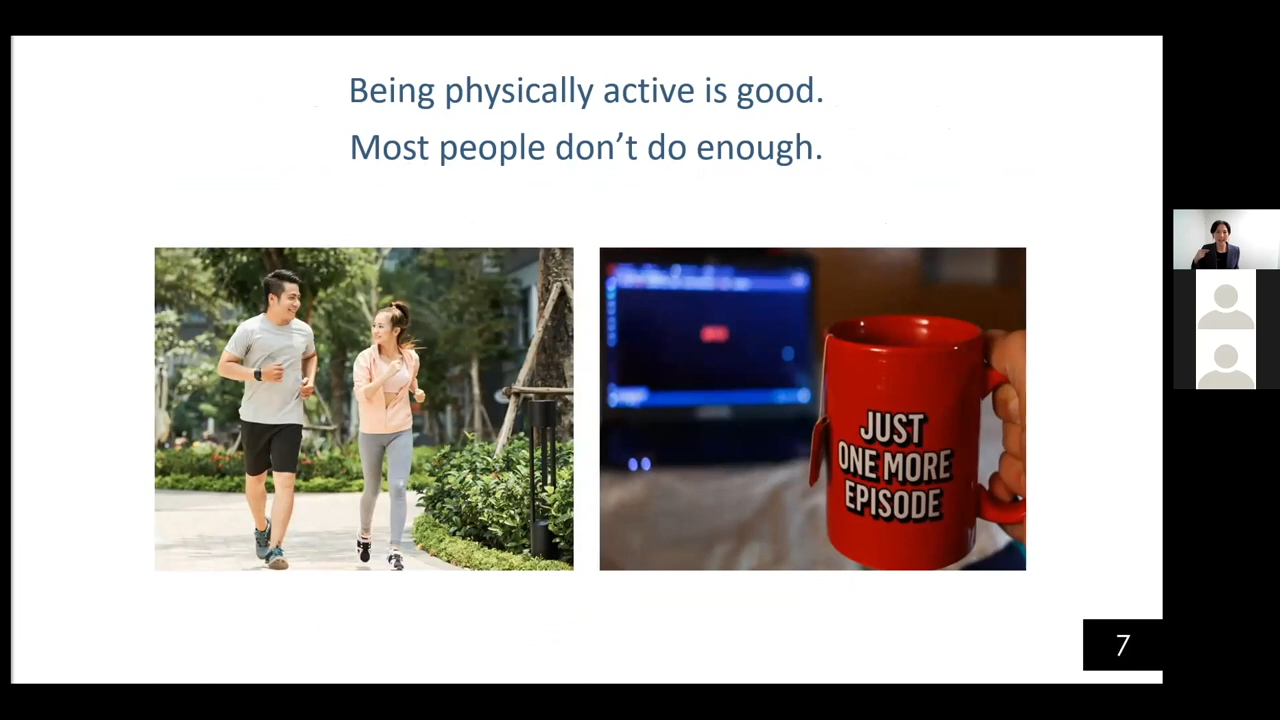 Being physically active is good.
Most people don’t do enough.
JUST
ONE MORE
EPISODE
7